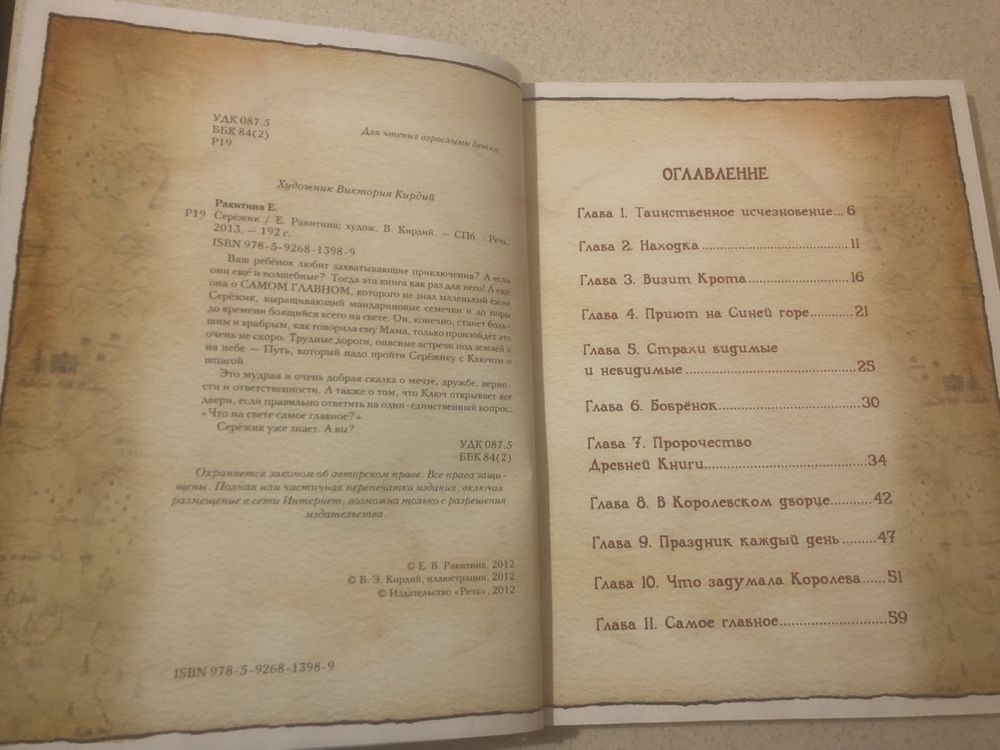 УДК 087.5
ББК 84(2)
Р19
Для чтения взрослыми детям
Художник Виктория Кирдий
Ракитина Е.
Р19 Серёжик / Е. Ракитина; худож. В. Кирдий. — СПб. : Речь,
2013. — 192 с.
ISBN 978-5-9268-1398-9
Ваш ребёнок любит захватывающие приключения? А если
они ещё и волшебные? Тогда эта книга как раз для него! А ещё
она о САМОМ ГЛАВНОМ, которого не знал маленький ёжик
Серёжик, выращивающий мандариновые семечки и до поры
до времени боящийся всего на свете. Он, конечно, станет боль-
шим и храбрым, как говорила ему Мама, только произойдёт это
очень не скоро. Трудные дороги, опасные встречи под землёй и
на небе — Путь, который надо пройти Серёжику с Ключом и
шпагой.
Это мудрая и очень добрая сказка о мечте, дружбе, верно-
сти и ответственности. А также о том, что Ключ открывает все
двери, если правильно ответить на один-единственный вопрос:
«Что на свете самое главное?»
Серёжик уже знает. А вы?
УДК 087.5
ББК 84(2)
Охраняется законом об авторском праве. Все права защи-
щены. Полная или частичная перепечатка издания, включая
размещение в сети Интернет, возможна только с разрешения
издательства.
© Е. В. Ракитина, 2012
© В. Э. Кирдий, иллюстрации, 2012
© Издательство «Речь», 2012
ISBN 978-5-9268-1398-9
ОГЛАВЛЕНИЕ
Глава 1. Таинственное исчезновение...6
Глава 2. Находка..............................11
Глава 3. Визит Крота.....................16
Глава 4. Приют на Синей горе.........21
Глава 5. Страхи видимые
и невидимые...................................25
Глава 6. Бобрёнок............................30
Глава 7. Пророчество
Древней Книги................................34
Глава 8. В Королевском дворце........42
Глава 9. Праздник каждый день.......47
Глава 10. Что задумала Королева.....51
Глава 11. Самое главное....................59